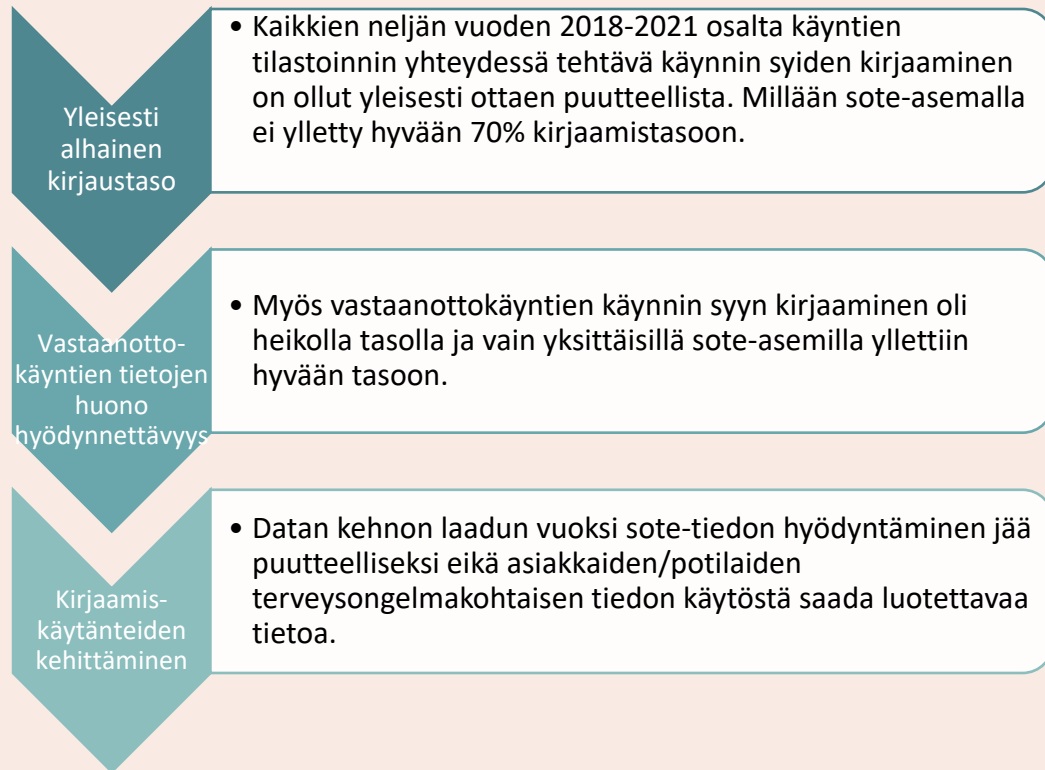 Yleisesti
alhainen
kirjaustaso
• Kaikkien neljän vuoden 2018-2021 osalta käyntien
tilastoinnin yhteydessä tehtävä käynnin syiden kirjaaminen
on ollut yleisesti ottaen puutteellista. Millään sote-asemalla
ei ylletty hyvään 70% kirjaamistasoon.
Vastaanotto-
käyntien tietojen
huono
hyödynnettävyys
• Myös vastaanottokäyntien käynnin syyn kirjaaminen oli
heikolla tasolla ja vain yksittäisillä sote-asemilla yllettiin
hyvään tasoon.
Kirjaamis-
käytänteiden
kehittäminen
• Datan kehnon laadun vuoksi sote-tiedon hyödyntäminen jää
puutteelliseksi eikä asiakkaiden/potilaiden
terveysongelmakohtaisen tiedon käytöstä saada luotettavaa
tietoa.